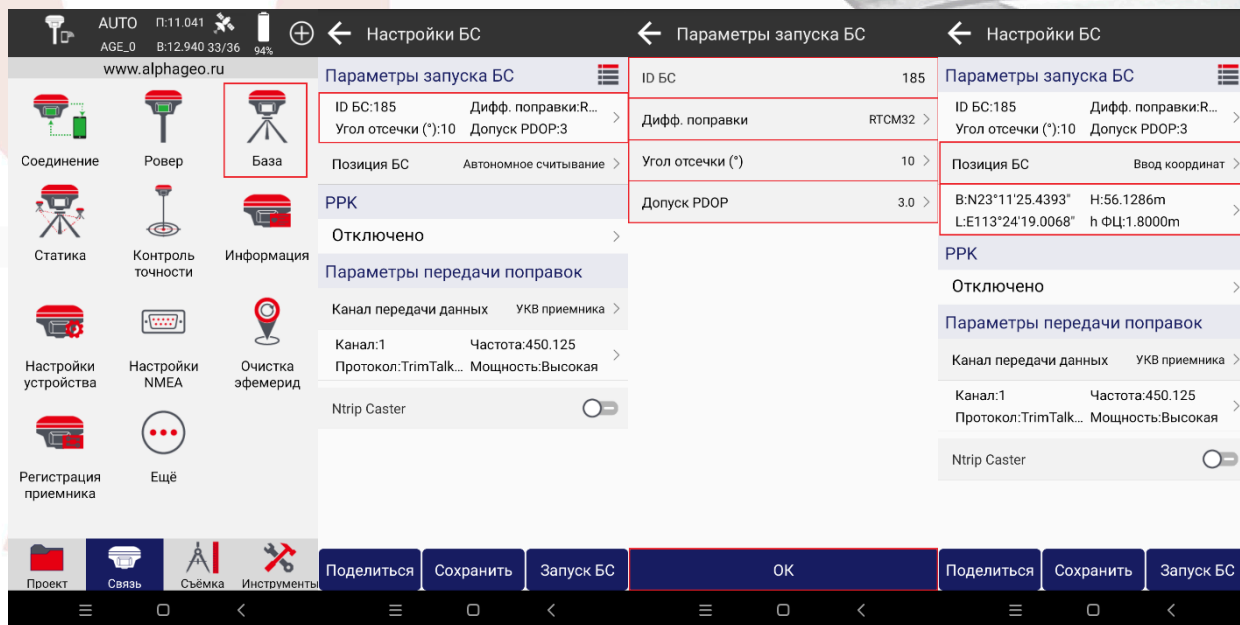 AUTO П:11.041
AGE_0 B:12.940 33/36 94%
www.alphageo.ru
Соединение Ровер База
Статика Контроль точности Информация
Настройки устройства Настройки NMEA Очистка эфемерид
Регистрация приемника Ещё
Проект Связь Съёмка Инструменты
Настройки БС
Параметры запуска БС
ID БС:185 Дифф. поправки:R...
Угол отсечки (°):10 Допуск PDOP:3
Позиция БС Автономное считывание
PPK
Отключено
Параметры передачи поправок
Канал передачи данных УКВ приемника
Канал:1 Частота:450.125
Протокол:TrimTalk... Мощность:Высокая
Ntrip Caster
Поделиться Сохранить Запуск БС
Параметры запуска БС
ID БС 185
Дифф. поправки RTCM32
Угол отсечки (°) 10
Допуск PDOP 3.0
OK
Настройки БС
Параметры запуска БС
ID БС:185 Дифф. поправки:R...
Угол отсечки (°):10 Допуск PDOP:3
Позиция БС Ввод координат
B:N23°11'25.4393" H:56.1286m
L:E113°24'19.0068" h ФЦ:1.8000m
PPK
Отключено
Параметры передачи поправок
Канал передачи данных УКВ приемника
Канал:1 Частота:450.125
Протокол:TrimTalk... Мощность:Высокая
Ntrip Caster
Поделиться Сохранить Запуск БС